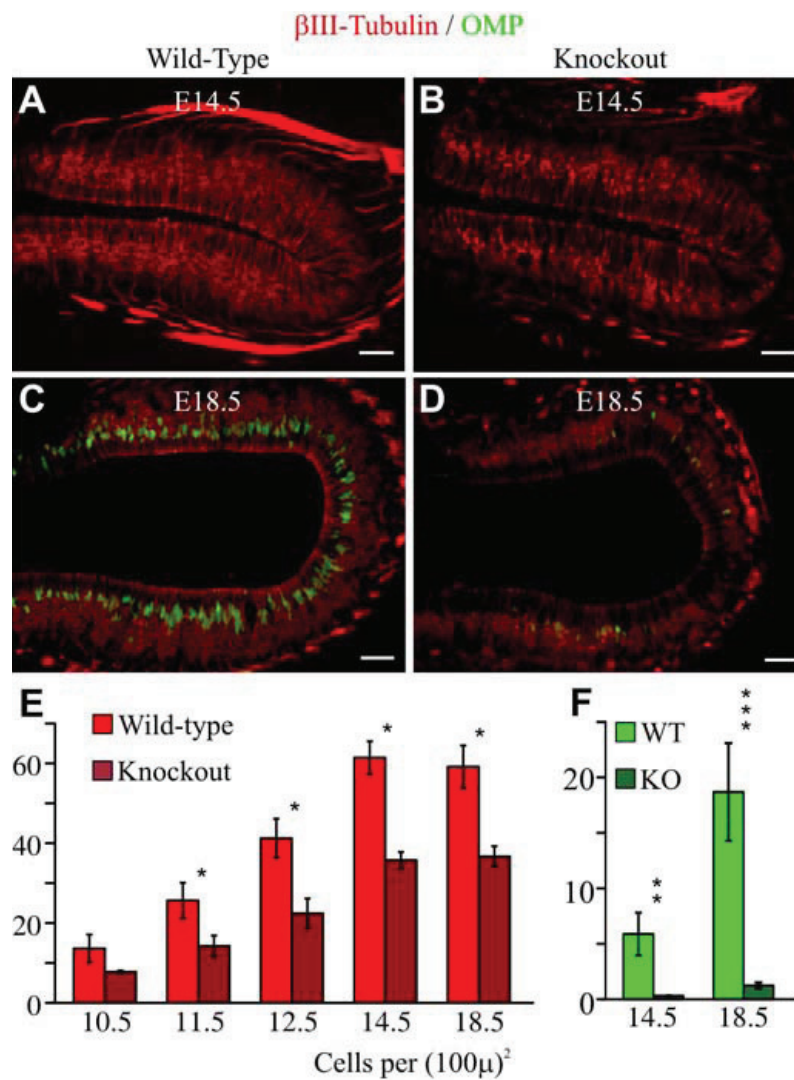 βIII-Tubulin / OMP
Wild-Type Knockout
A E14.5 B E14.5
C E18.5 D E18.5
E F
Wild-type
Knockout
WT
KO
60
40
20
0
* * * *
10.5 11.5 12.5 14.5 18.5
20
10
0
** ***
14.5 18.5
Cells per (100μ)²